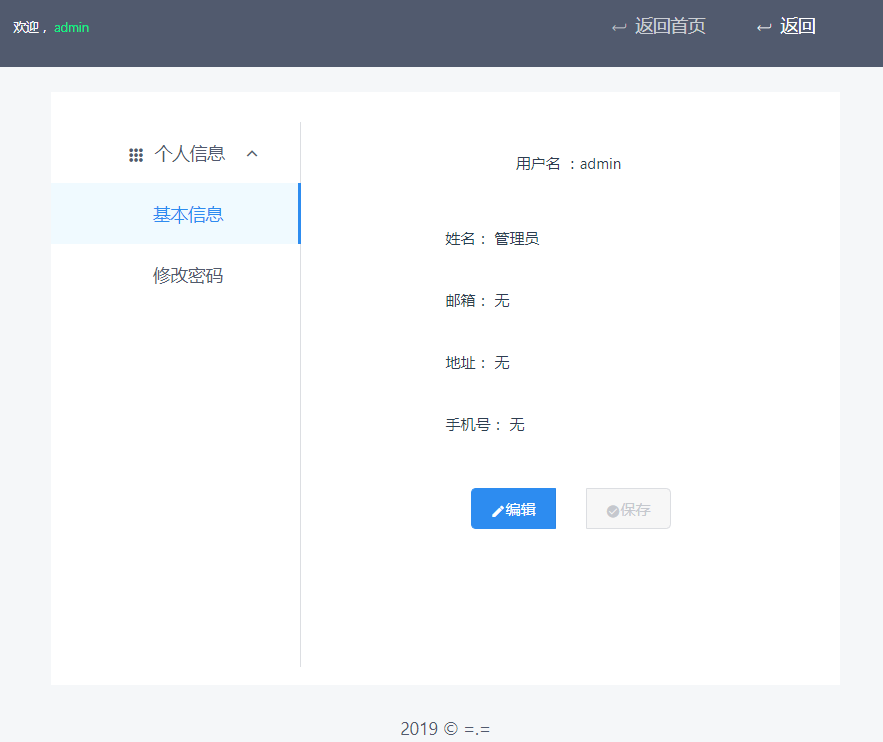 欢迎， admin
返回首页
返回
个人信息
基本信息
修改密码
用户名 ：admin
姓名： 管理员
邮箱： 无
地址： 无
手机号： 无
编辑
保存
2019 © =.=